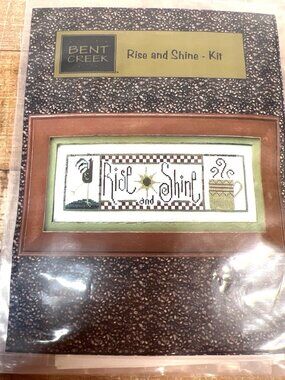 BENT
CREEK
Rise and Shine - Kit
Rise and Shine